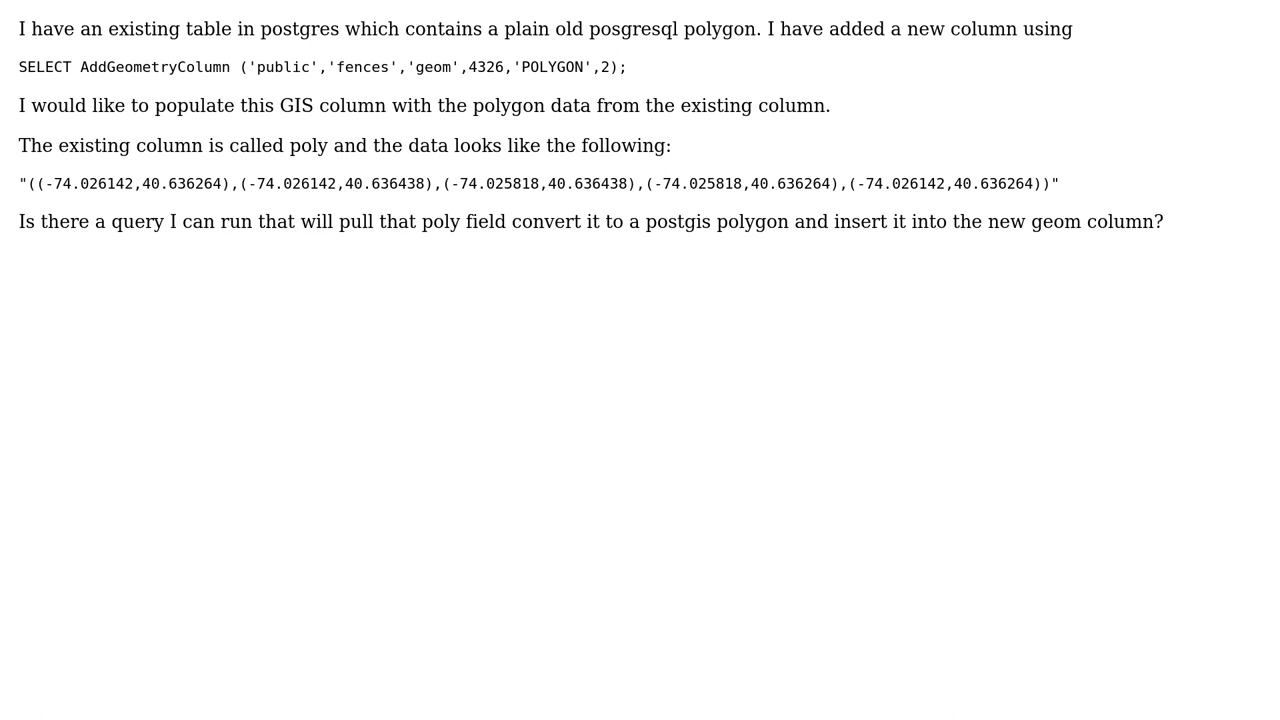 I have an existing table in postgres which contains a plain old posgresql polygon. I have added a new column using
SELECT AddGeometryColumn ('public','fences','geom',4326,'POLYGON',2);
I would like to populate this GIS column with the polygon data from the existing column.
The existing column is called poly and the data looks like the following:
"((-74.026142,40.636264),(-74.026142,40.636438),(-74.025818,40.636438),(-74.025818,40.636264),(-74.026142,40.636264))"
Is there a query I can run that will pull that poly field convert it to a postgis polygon and insert it into the new geom column?